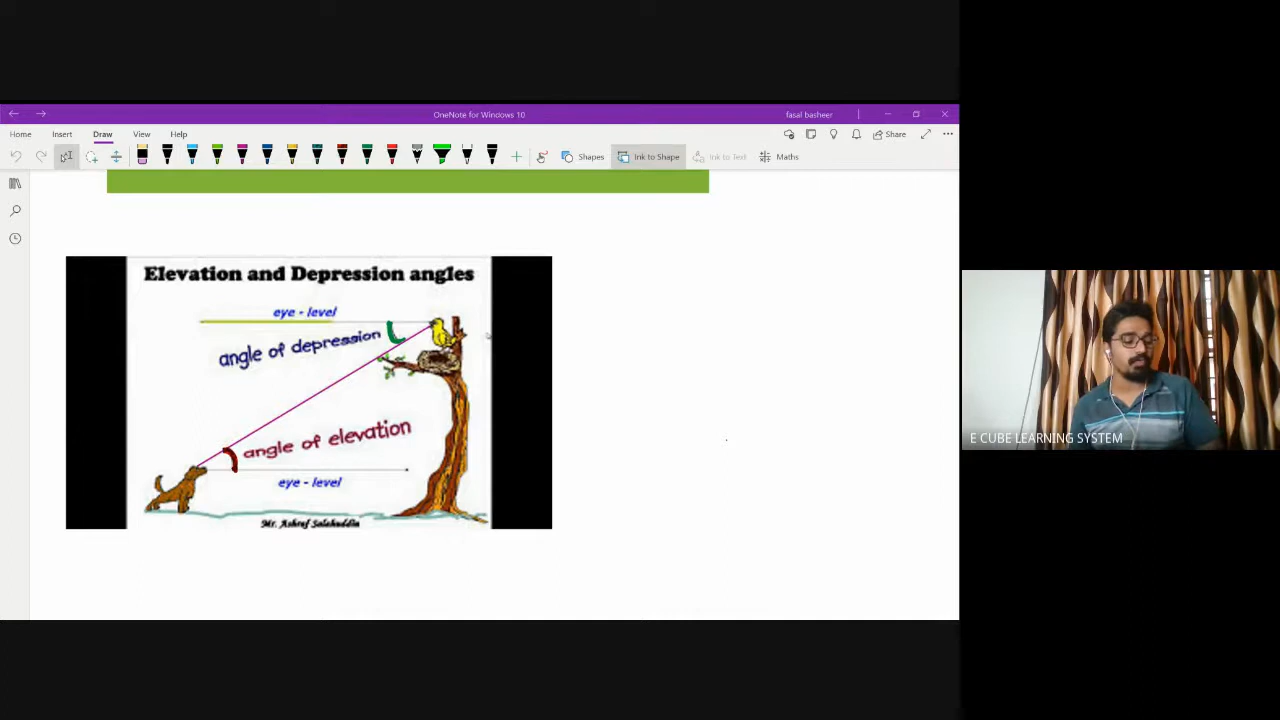 OneNote for Windows 10
fasal basheer
Home Insert Draw View Help
Share
Shapes Ink to Shape Ink to Text Maths
Elevation and Depression angles
eye - level
angle of depression
angle of elevation
eye - level
Mr. Ashraf Salahuddin
E CUBE LEARNING SYSTEM